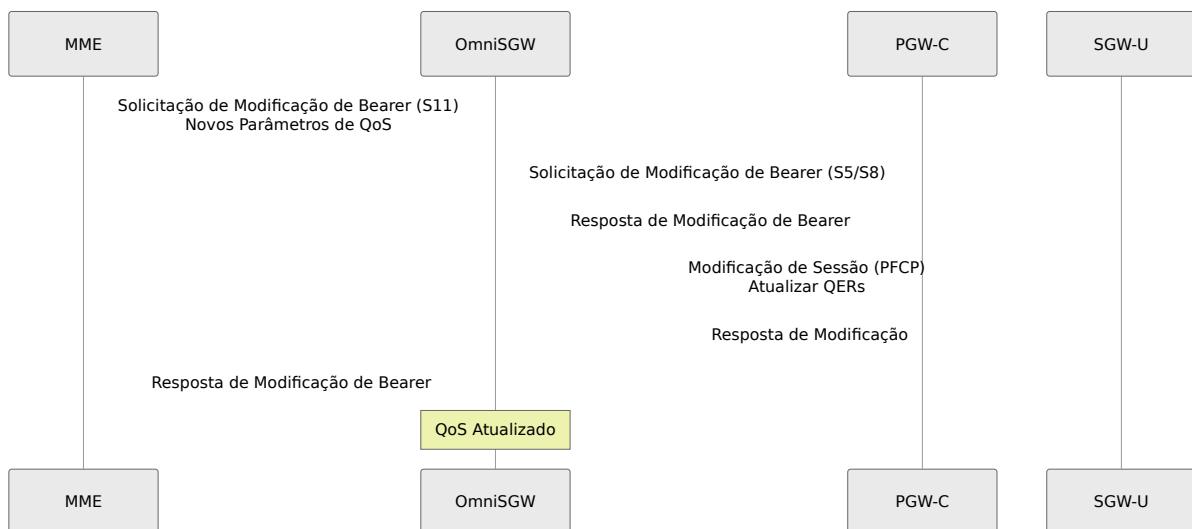 MME
OmniSGW
PGW-C
SGW-U
Solicitação de Modificação de Bearer (S11)
Novos Parâmetros de QoS
Solicitação de Modificação de Bearer (S5/S8)
Resposta de Modificação de Bearer
Modificação de Sessão (PFCP)
Atualizar QERs
Resposta de Modificação
Resposta de Modificação de Bearer
QoS Atualizado
MME
OmniSGW
PGW-C
SGW-U